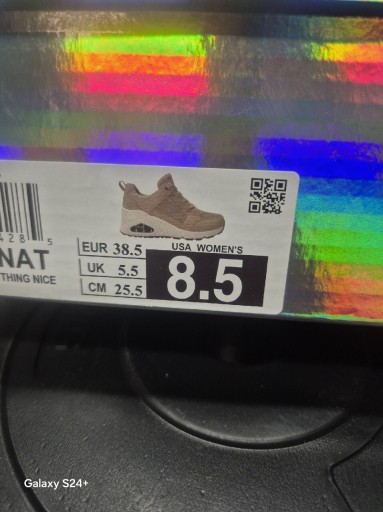 428 5
NAT
THING NICE
EUR 38.5
UK 5.5
CM 25.5
USA WOMEN'S
8.5
Galaxy S24+